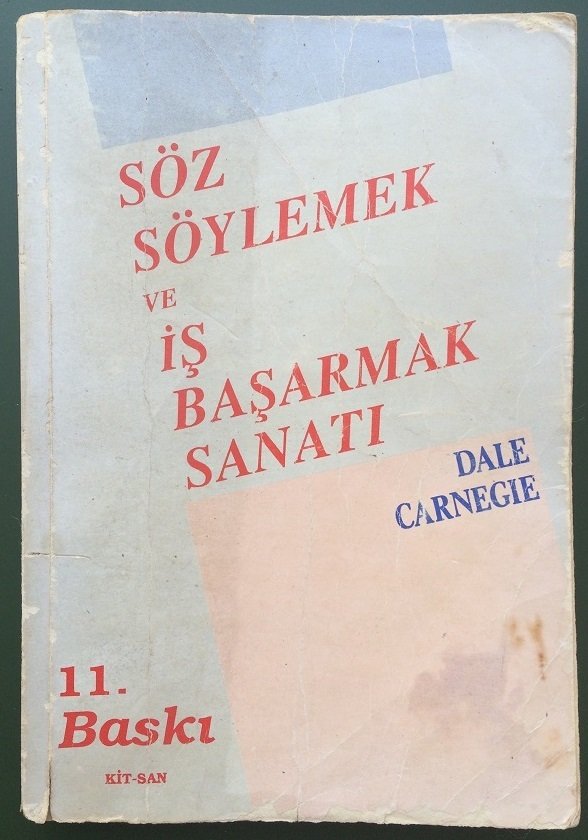 SÖZ
SÖYLEMEK
VE
İŞ
BAŞARMAK
SANATI
DALE
CARNEGIE
11.
Baskı
KİT-SAN